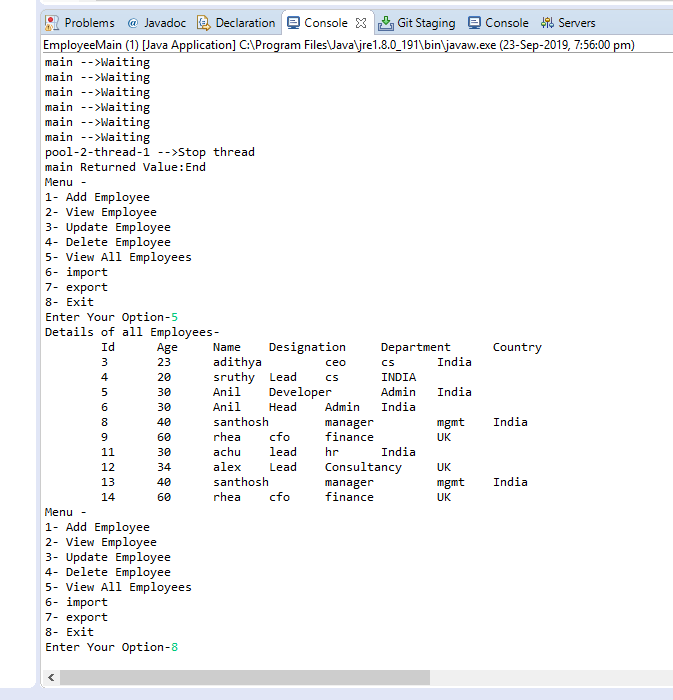 Problems @ Javadoc Declaration Console Git Staging Console Servers
EmployeeMain (1) [Java Application] C:\Program Files\Java\jre1.8.0_191\bin\javaw.exe (23-Sep-2019, 7:56:00 pm)
main -->Waiting
main -->Waiting
main -->Waiting
main -->Waiting
main -->Waiting
main -->Waiting
pool-2-thread-1 -->Stop thread
main Returned Value:End
Menu -
1- Add Employee
2- View Employee
3- Update Employee
4- Delete Employee
5- View All Employees
6- import
7- export
8- Exit
Enter Your Option-5
Details of all Employees-
Id Age Name Designation Department Country
3 23 adithya ceo cs India
4 20 sruthy Lead cs INDIA
5 30 Anil Developer Admin India
6 30 Anil Head Admin India
8 40 santhosh manager mgmt India
9 60 rhea cfo finance UK
11 30 achu lead hr India
12 34 alex Lead Consultancy UK
13 40 santhosh manager mgmt India
14 60 rhea cfo finance UK
Menu -
1- Add Employee
2- View Employee
3- Update Employee
4- Delete Employee
5- View All Employees
6- import
7- export
8- Exit
Enter Your Option-8